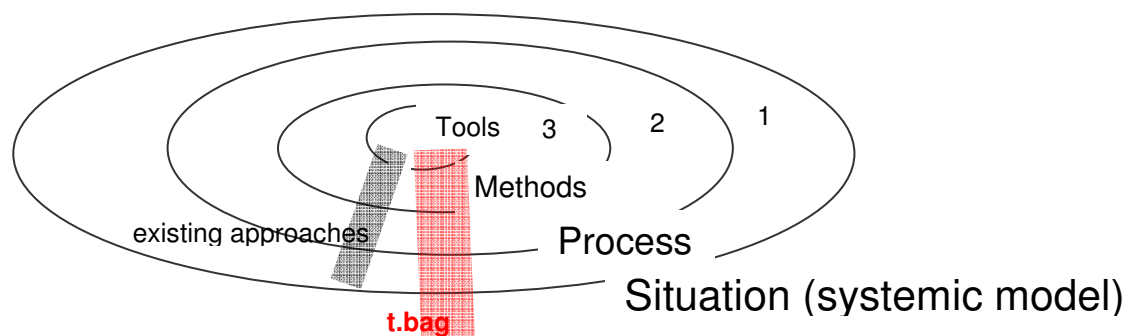 Tools 3 2 1
Methods
existing approaches
Process
Situation (systemic model)
t.bag